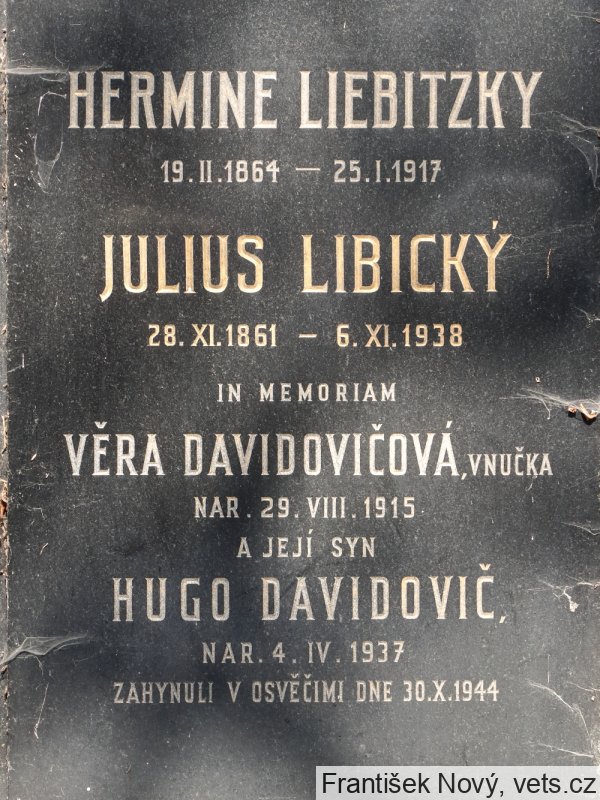 HERMINE LIEBITZKY
19.II.1864 — 25.I.1917
JULIUS LIBICKÝ
28.XI.1861 — 6.XI.1938
IN MEMORIAM
VĚRA DAVIDOVIČOVÁ, VNUČKA
NAR. 29. VIII. 1915
A JEJÍ SYN
HUGO DAVIDOVIČ,
NAR. 4. IV. 1937
ZAHYNULI V OSVĚČIMI DNE 30.X.1944
František Nový, vets.cz